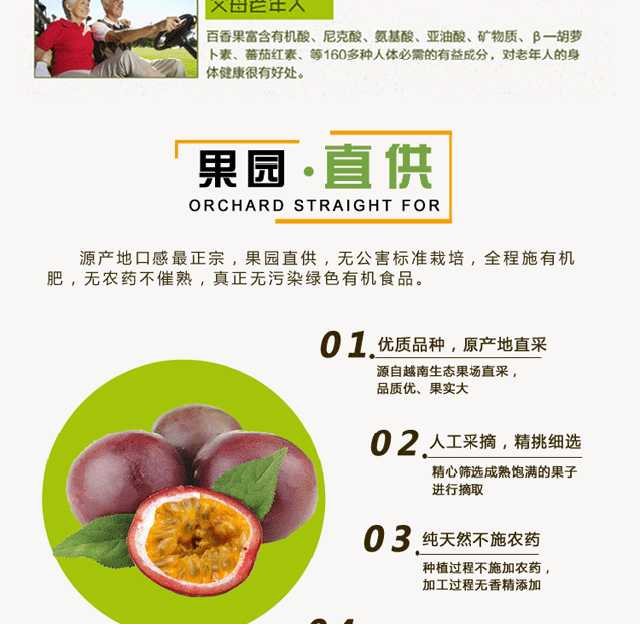 父母老年人
百香果富含有机酸、尼克酸、氨基酸、亚油酸、矿物质、β—胡萝
卜素、蕃茄红素、等160多种人体必需的有益成分，对老年人的身
体健康很有好处。
果园·直供
ORCHARD STRAIGHT FOR
源产地口感最正宗，果园直供，无公害标准栽培，全程施有机
肥，无农药不催熟，真正无污染绿色有机食品。
01.优质品种，原产地直采
源自越南生态果场直采，
品质优、果实大
02.人工采摘，精挑细选
精心筛选成熟饱满的果子
进行摘取
03.纯天然不施农药
种植过程不施加农药，
加工过程无香精添加